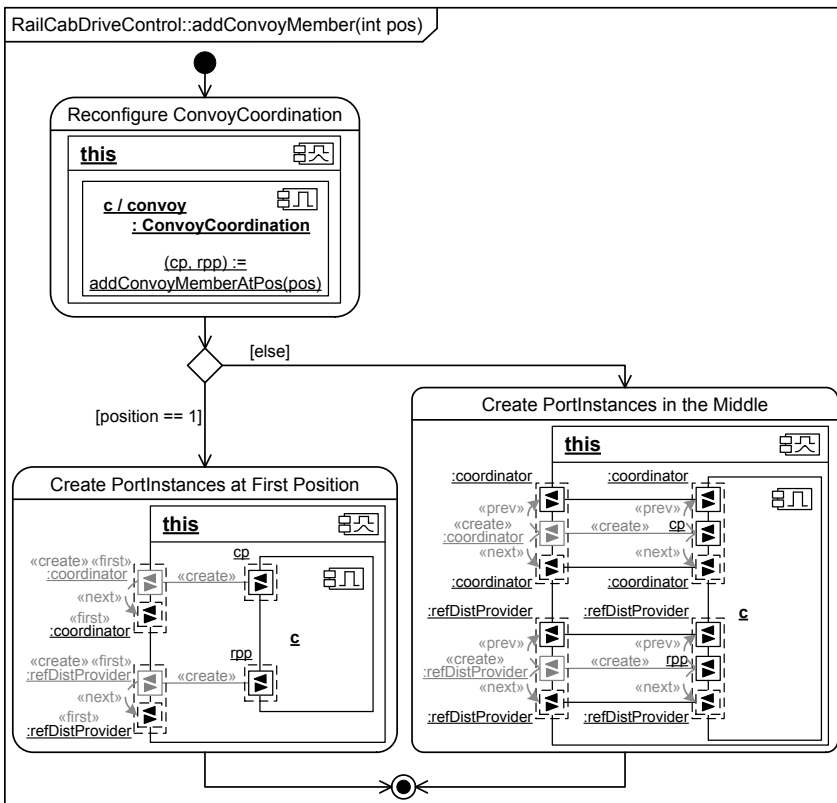 RailCabDriveControl::addConvoyMember(int pos)
Reconfigure ConvoyCoordination
this
c / convoy
: ConvoyCoordination
(cp, rpp) :=
addConvoyMemberAtPos(pos)
[else]
[position == 1]
Create PortInstances at First Position
this
«create» «first»
:coordinator
«create»
cp
«next»
«first»
:coordinator
c
«create» «first»
:refDistProvider
«create»
rpp
«next»
«first»
:refDistProvider
Create PortInstances in the Middle
this
:coordinator
:coordinator
«prev»
«prev»
«create»
:coordinator
«create»
cp
«next»
«next»
:coordinator
:coordinator
c
:refDistProvider
:refDistProvider
«prev»
«prev»
«create»
:refDistProvider
«create»
rpp
«next»
«next»
:refDistProvider
:refDistProvider